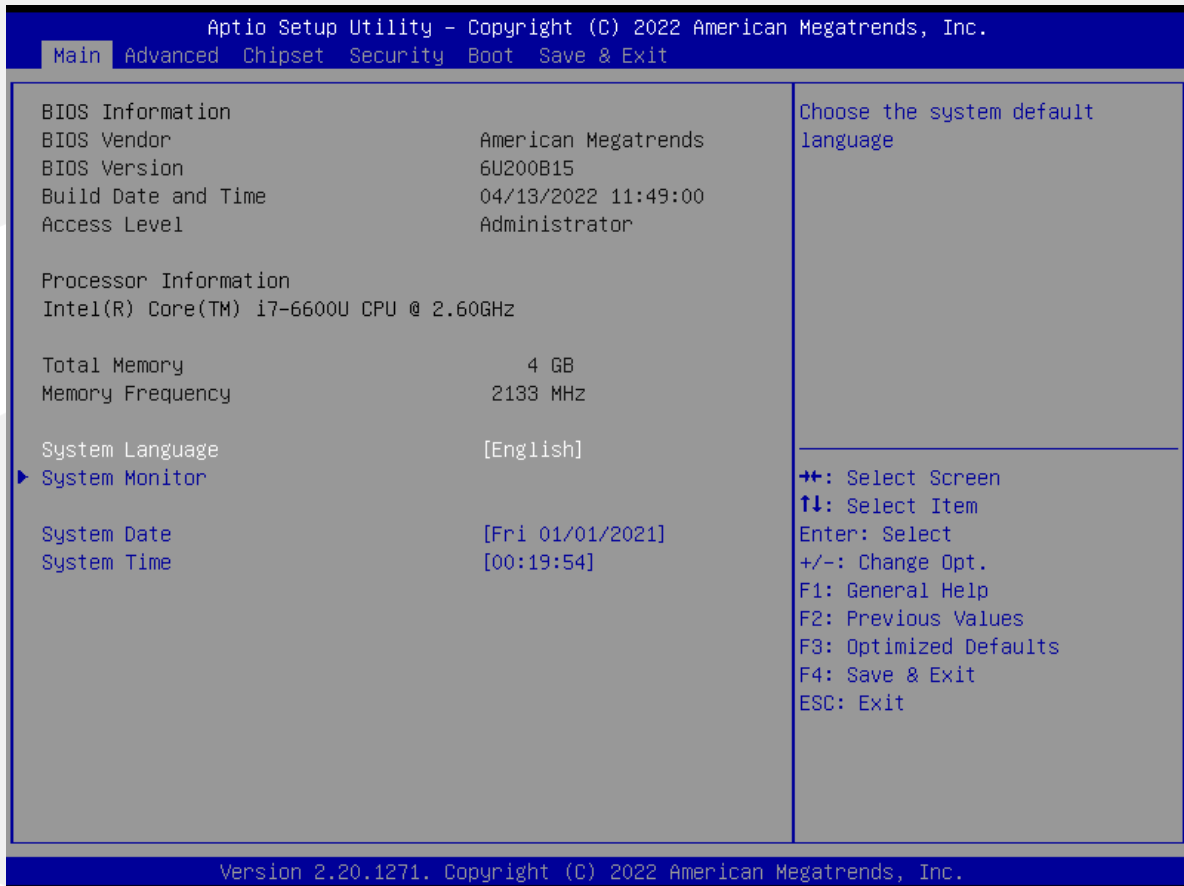 Aptio Setup Utility – Copyright (C) 2022 American Megatrends, Inc.
Main Advanced Chipset Security Boot Save & Exit
BIOS Information
BIOS Vendor American Megatrends
BIOS Version 6U200B15
Build Date and Time 04/13/2022 11:49:00
Access Level Administrator
Processor Information
Intel(R) Core(TM) i7-6600U CPU @ 2.60GHz
Total Memory 4 GB
Memory Frequency 2133 MHz
System Language [English]
System Monitor
System Date [Fri 01/01/2021]
System Time [00:19:54]
Choose the system default
language
→←: Select Screen
↑↓: Select Item
Enter: Select
+/-: Change Opt.
F1: General Help
F2: Previous Values
F3: Optimized Defaults
F4: Save & Exit
ESC: Exit
Version 2.20.1271. Copyright (C) 2022 American Megatrends, Inc.